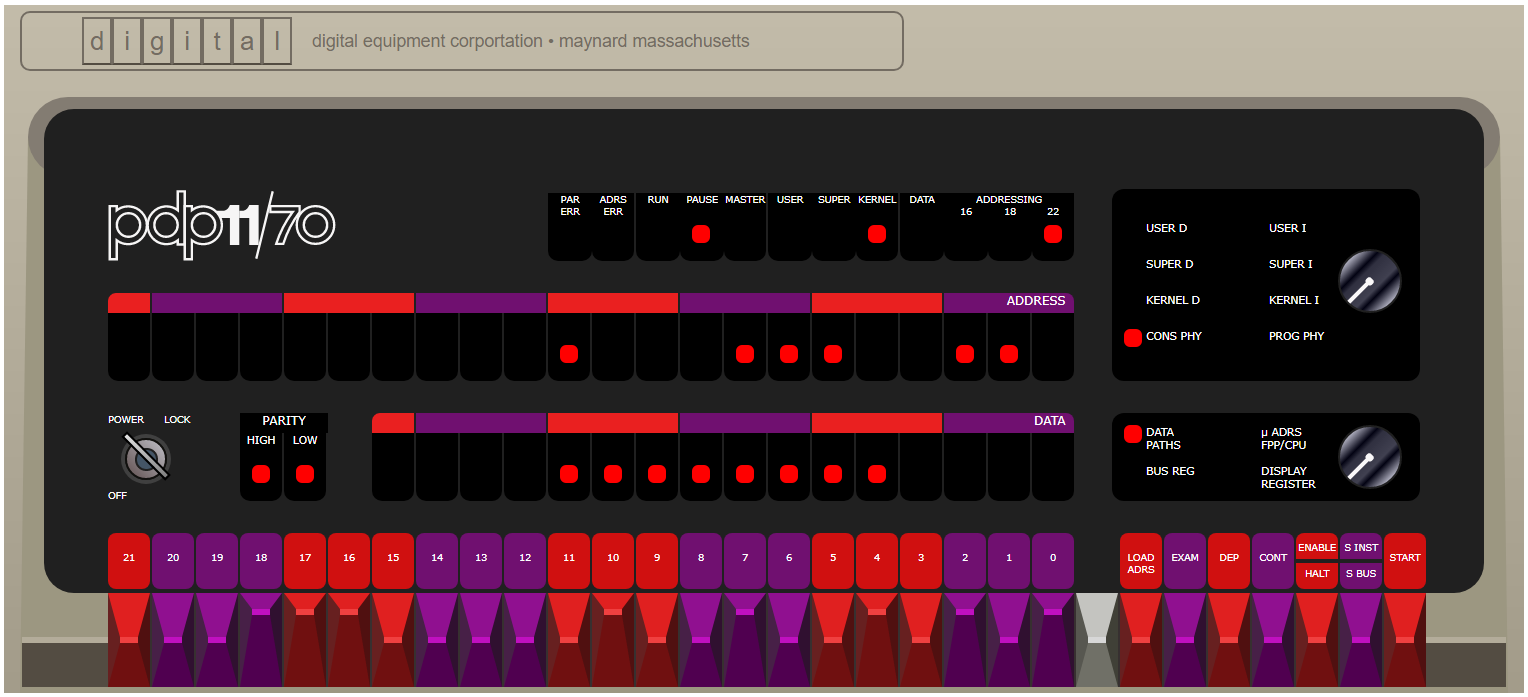 digital digital equipment corportation • maynard massachusetts
pdp11/70
PAR ERR ADRS ERR RUN PAUSE MASTER USER SUPER KERNEL DATA ADDRESSING 16 18 22
USER D USER I
SUPER D SUPER I
KERNEL D KERNEL I
CONS PHY PROG PHY
ADDRESS
POWER LOCK
OFF
PARITY
HIGH LOW
DATA
DATA PATHS µ ADRS FPP/CPU
BUS REG DISPLAY REGISTER
21 20 19 18 17 16 15 14 13 12 11 10 9 8 7 6 5 4 3 2 1 0
LOAD ADRS EXAM DEP CONT ENABLE HALT S INST S BUS START